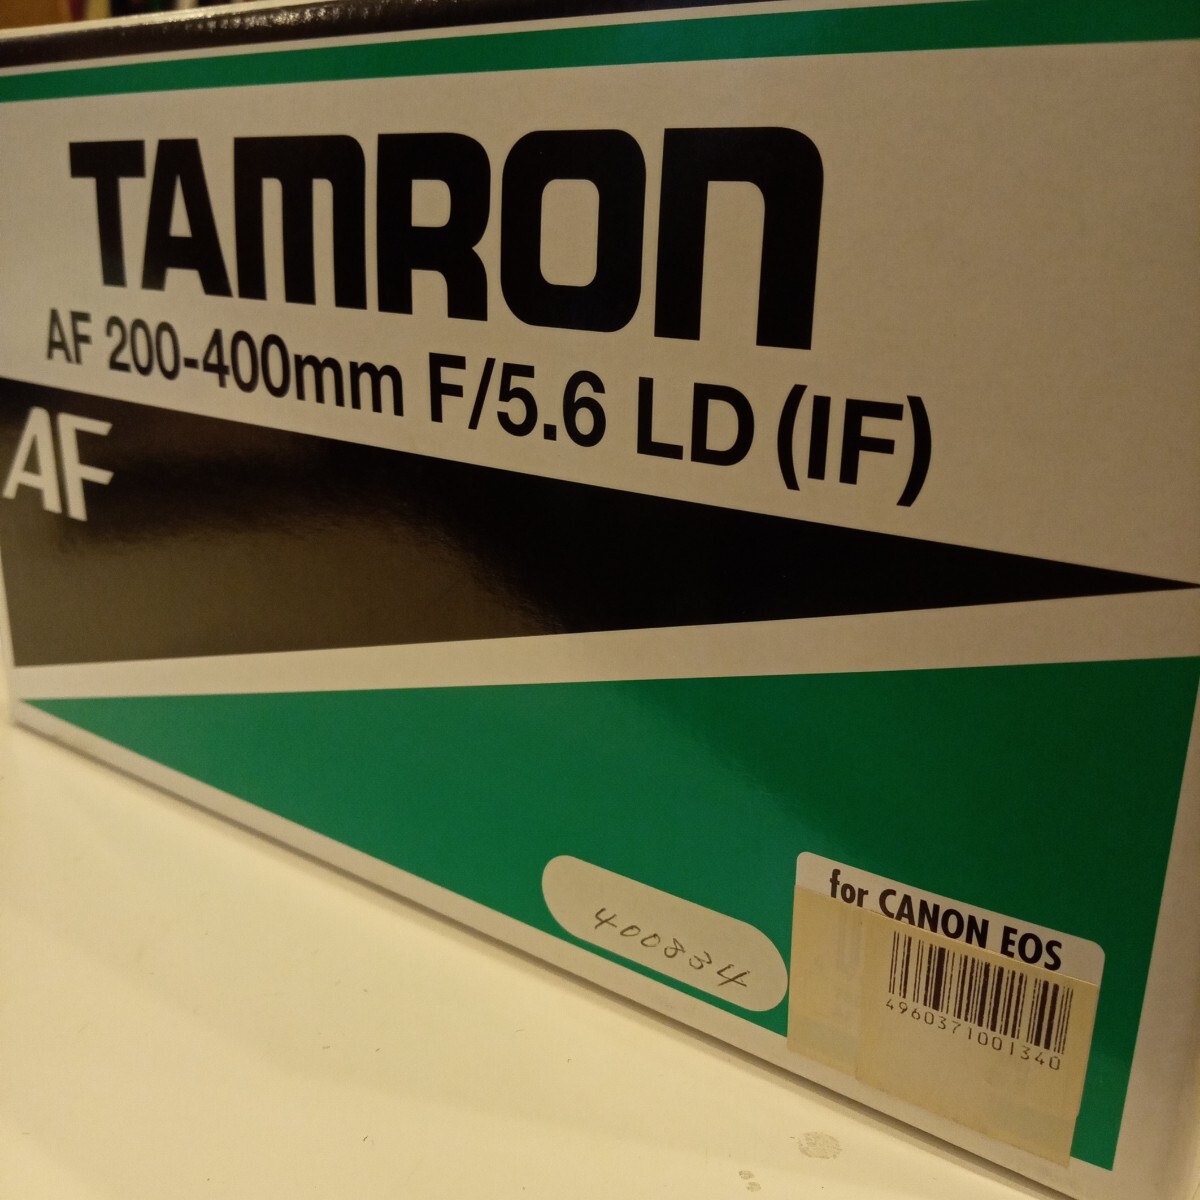 TAMRON
AF 200-400mm F/5.6 LD (IF)
AF
400834
for CANON EOS
4960371001340